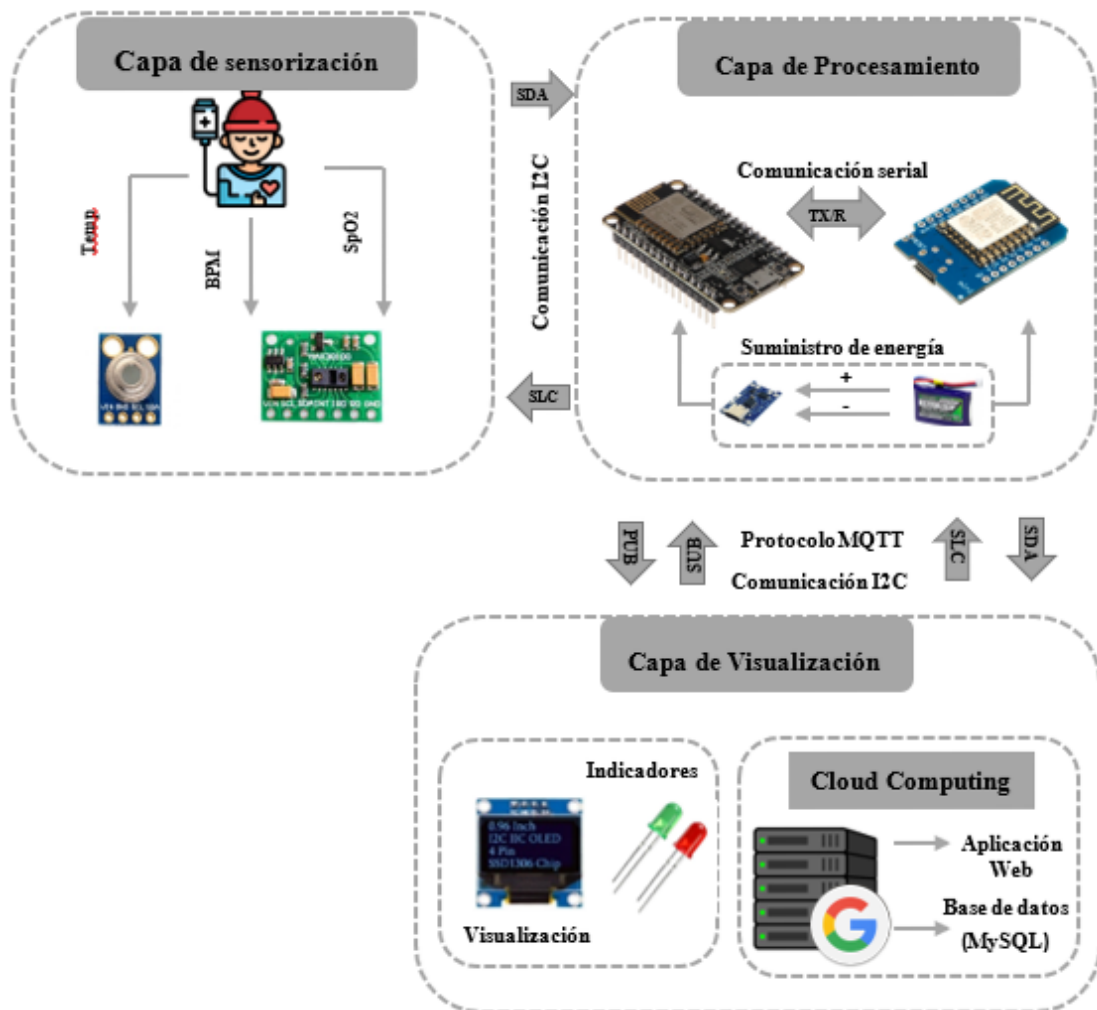 Capa de sensorización
Temp
BPM
SpO2
SDA
Comunicación I2C
SLC
Capa de Procesamiento
Comunicación serial
TX/R
Suministro de energía
+
-
PUB
SUB
Protocolo MQTT
Comunicación I2C
SLC
SDA
Capa de Visualización
Indicadores
0.96 Inch
I2C IIC OLED
4 Pin
SSD1306 Chip
Visualización
Cloud Computing
Aplicación
Web
Base de datos
(MySQL)